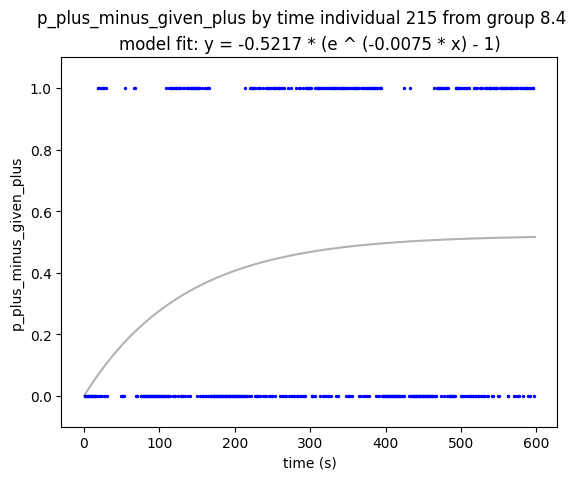 p_plus_minus_given_plus by time individual 215 from group 8.4
model fit: y = -0.5217 * (e ^ (-0.0075 * x) - 1)
1.0
0.8
0.6
0.4
0.2
0.0
p_plus_minus_given_plus
0 100 200 300 400 500 600
time (s)